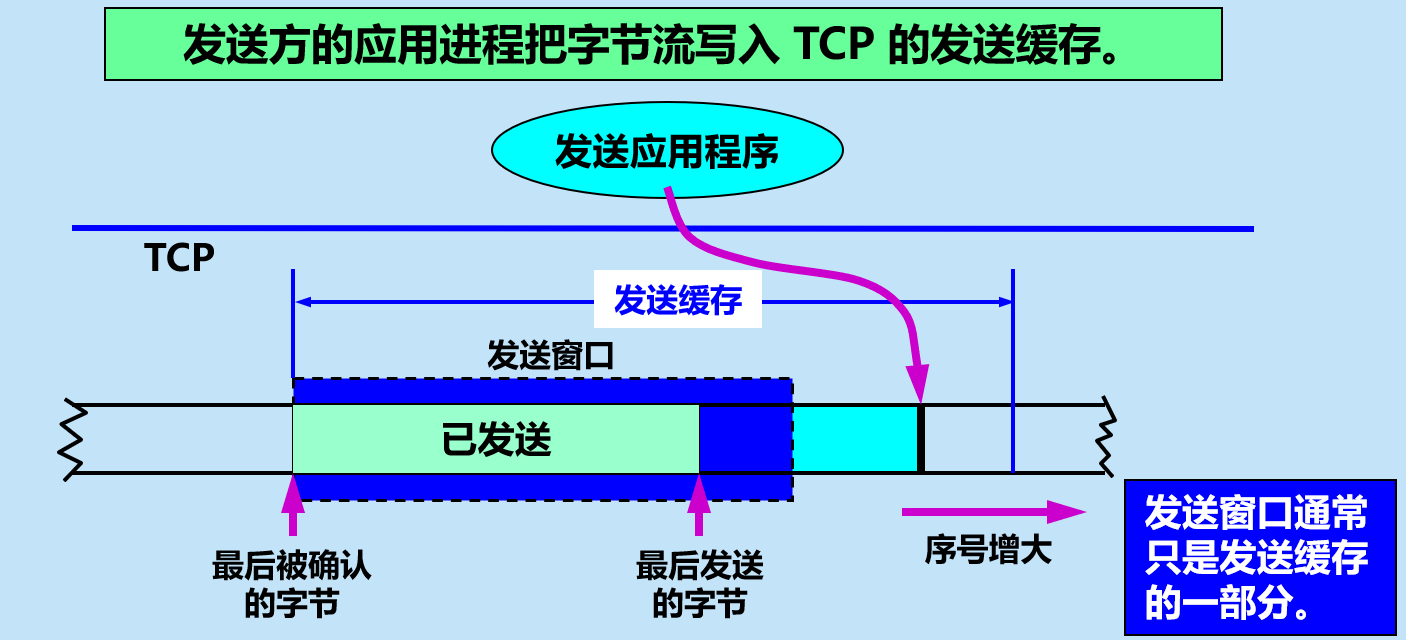 发送方的应用进程把字节流写入 TCP 的发送缓存。
发送应用程序
TCP
发送缓存
发送窗口
已发送
最后被确认
的字节
最后发送
的字节
序号增大
发送窗口通常
只是发送缓存
的一部分。